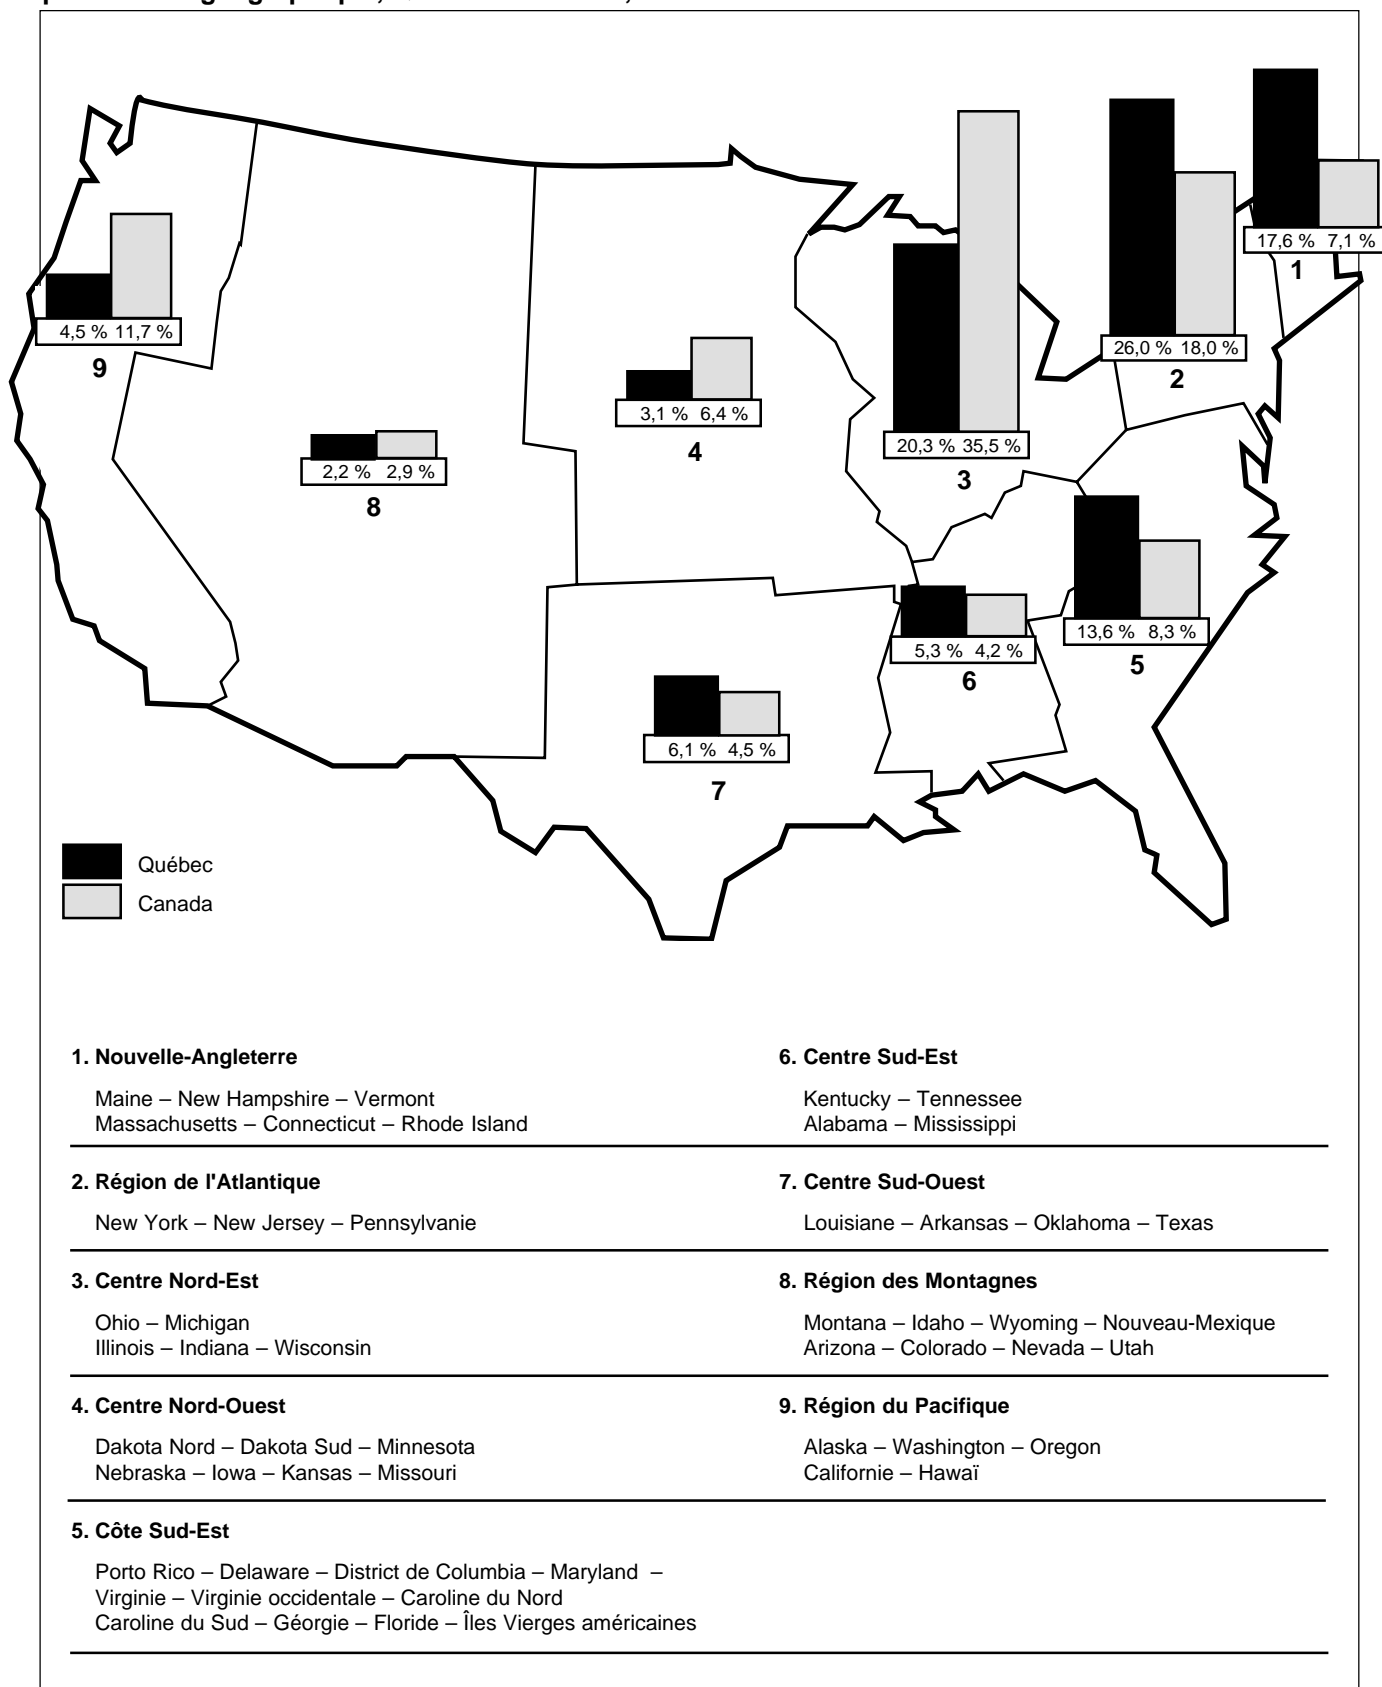 17,6 % 7,1 %
1
26,0 % 18,0 %
2
4,5 % 11,7 %
9
3,1 % 6,4 %
4
20,3 % 35,5 %
3
2,2 % 2,9 %
8
13,6 % 8,3 %
5
5,3 % 4,2 %
6
6,1 % 4,5 %
7
Québec
Canada
1. Nouvelle-Angleterre
Maine – New Hampshire – Vermont
Massachusetts – Connecticut – Rhode Island
2. Région de l'Atlantique
New York – New Jersey – Pennsylvanie
3. Centre Nord-Est
Ohio – Michigan
Illinois – Indiana – Wisconsin
4. Centre Nord-Ouest
Dakota Nord – Dakota Sud – Minnesota
Nebraska – Iowa – Kansas – Missouri
5. Côte Sud-Est
Porto Rico – Delaware – District de Columbia – Maryland –
Virginie – Virginie occidentale – Caroline du Nord
Caroline du Sud – Géorgie – Floride – Îles Vierges américaines
6. Centre Sud-Est
Kentucky – Tennessee
Alabama – Mississippi
7. Centre Sud-Ouest
Louisiane – Arkansas – Oklahoma – Texas
8. Région des Montagnes
Montana – Idaho – Wyoming – Nouveau-Mexique
Arizona – Colorado – Nevada – Utah
9. Région du Pacifique
Alaska – Washington – Oregon
Californie – Hawaï